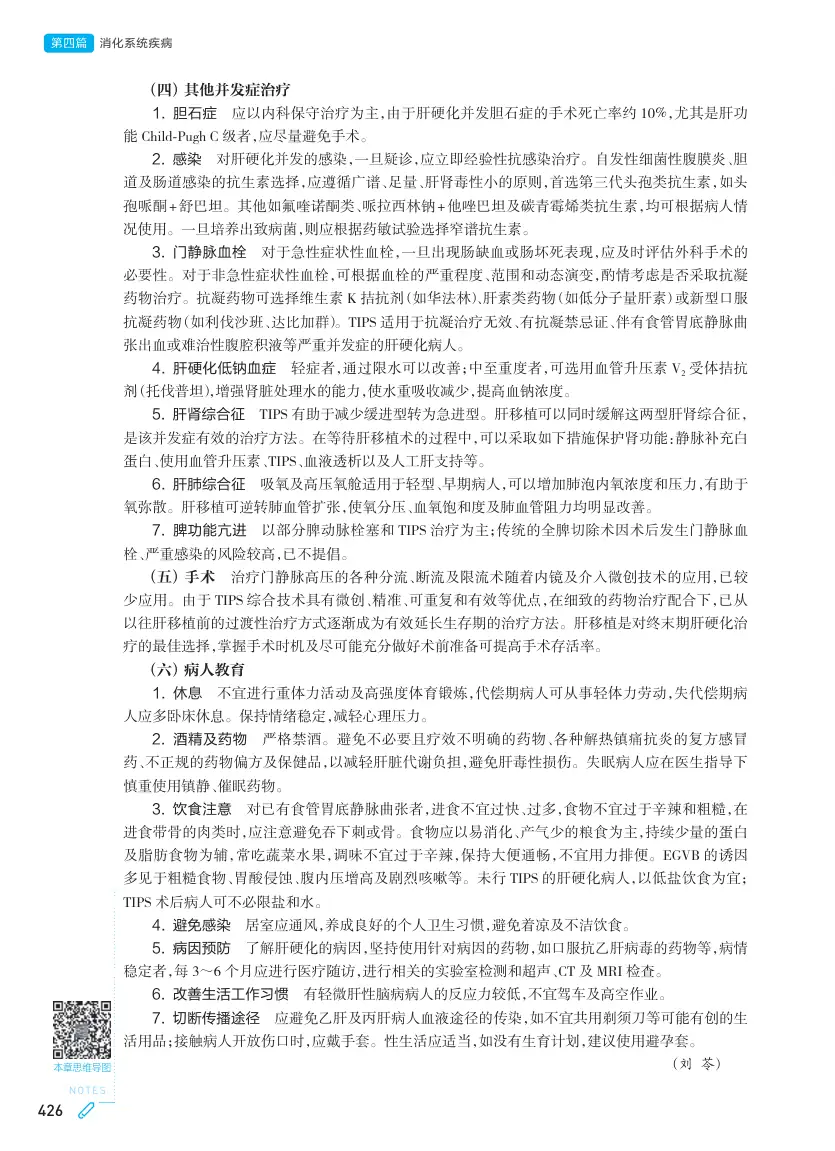 第四篇 消化系统疾病
（四）其他并发症治疗
1. 胆石症 应以内科保守治疗为主,由于肝硬化并发胆石症的手术死亡率约 10%,尤其是肝功
能 Child-Pugh C 级者,应尽量避免手术。
2. 感染 对肝硬化并发的感染,一旦疑诊,应立即经验性抗感染治疗。自发性细菌性腹膜炎、胆
道及肠道感染的抗生素选择,应遵循广谱、足量、肝肾毒性小的原则,首选第三代头孢类抗生素,如头
孢哌酮+舒巴坦。其他如氟喹诺酮类、哌拉西林钠+他唑巴坦及碳青霉烯类抗生素,均可根据病人情
况使用。一旦培养出致病菌,则应根据药敏试验选择窄谱抗生素。
3. 门静脉血栓 对于急性症状性血栓,一旦出现肠缺血或肠坏死表现,应及时评估外科手术的
必要性。对于非急性症状性血栓,可根据血栓的严重程度、范围和动态演变,酌情考虑是否采取抗凝
药物治疗。抗凝药物可选择维生素 K 拮抗剂(如华法林)、肝素类药物(如低分子量肝素)或新型口服
抗凝药物(如利伐沙班、达比加群)。TIPS 适用于抗凝治疗无效、有抗凝禁忌证、伴有食管胃底静脉曲
张出血或难治性腹腔积液等严重并发症的肝硬化病人。
4. 肝硬化低钠血症 轻症者,通过限水可以改善;中至重度者,可选用血管升压素 V₂ 受体拮抗
剂(托伐普坦),增强肾脏处理水的能力,使水重吸收减少,提高血钠浓度。
5. 肝肾综合征 TIPS 有助于减少缓进型转为急进型。肝移植可以同时缓解这两型肝肾综合征,
是该并发症有效的治疗方法。在等待肝移植术的过程中,可以采取如下措施保护肾功能:静脉补充白
蛋白、使用血管升压素、TIPS、血液透析以及人工肝支持等。
6. 肝肺综合征 吸氧及高压氧舱适用于轻型、早期病人,可以增加肺泡内氧浓度和压力,有助于
氧弥散。肝移植可逆转肺血管扩张,使氧分压、血氧饱和度及肺血管阻力均明显改善。
7. 脾功能亢进 以部分脾动脉栓塞和 TIPS 治疗为主;传统的全脾切除术因术后发生门静脉血
栓、严重感染的风险较高,已不提倡。
（五）手术 治疗门静脉高压的各种分流、断流及限流术随着内镜及介入微创技术的应用,已较
少应用。由于 TIPS 综合技术具有微创、精准、可重复和有效等优点,在细致的药物治疗配合下,已从
以往肝移植前的过渡性治疗方式逐渐成为有效延长生存期的治疗方法。肝移植是对终末期肝硬化治
疗的最佳选择,掌握手术时机及尽可能充分做好术前准备可提高手术存活率。
（六）病人教育
1. 休息 不宜进行重体力活动及高强度体育锻炼,代偿期病人可从事轻体力劳动,失代偿期病
人应多卧床休息。保持情绪稳定,减轻心理压力。
2. 酒精及药物 严格禁酒。避免不必要且疗效不明确的药物、各种解热镇痛抗炎的复方感冒
药、不正规的药物偏方及保健品,以减轻肝脏代谢负担,避免肝毒性损伤。失眠病人应在医生指导下
慎重使用镇静、催眠药物。
3. 饮食注意 对已有食管胃底静脉曲张者,进食不宜过快、过多,食物不宜过于辛辣和粗糙,在
进食带骨的肉类时,应注意避免吞下刺或骨。食物应以易消化、产气少的粮食为主,持续少量的蛋白
及脂肪食物为辅,常吃蔬菜水果,调味不宜过于辛辣,保持大便通畅,不宜用力排便。EGVB 的诱因
多见于粗糙食物、胃酸侵蚀、腹内压增高及剧烈咳嗽等。未行 TIPS 的肝硬化病人,以低盐饮食为宜;
TIPS 术后病人可不必限盐和水。
4. 避免感染 居室应通风,养成良好的个人卫生习惯,避免着凉及不洁饮食。
5. 病因预防 了解肝硬化的病因,坚持使用针对病因的药物,如口服抗乙肝病毒的药物等,病情
稳定者,每 3～6 个月应进行医疗随访,进行相关的实验室检测和超声、CT 及 MRI 检查。
6. 改善生活工作习惯 有轻微肝性脑病病人的反应力较低,不宜驾车及高空作业。
7. 切断传播途径 应避免乙肝及丙肝病人血液途径的传染,如不宜共用剃须刀等可能有创的生
活用品;接触病人开放伤口时,应戴手套。性生活应适当,如没有生育计划,建议使用避孕套。
(刘 苓)
本章思维导图
NOTES
426